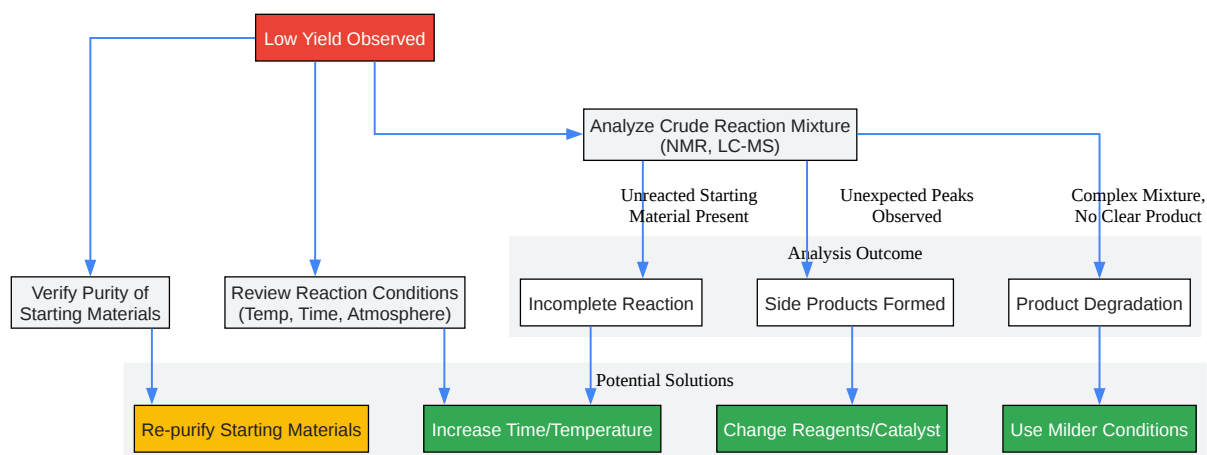 Low Yield Observed
Analyze Crude Reaction Mixture
(NMR, LC-MS)
Unreacted Starting
Material Present
Unexpected Peaks
Observed
Complex Mixture,
No Clear Product
Analysis Outcome
Verify Purity of
Starting Materials
Review Reaction Conditions
(Temp, Time, Atmosphere)
Incomplete Reaction
Side Products Formed
Product Degradation
Potential Solutions
Re-purify Starting Materials
Increase Time/Temperature
Change Reagents/Catalyst
Use Milder Conditions